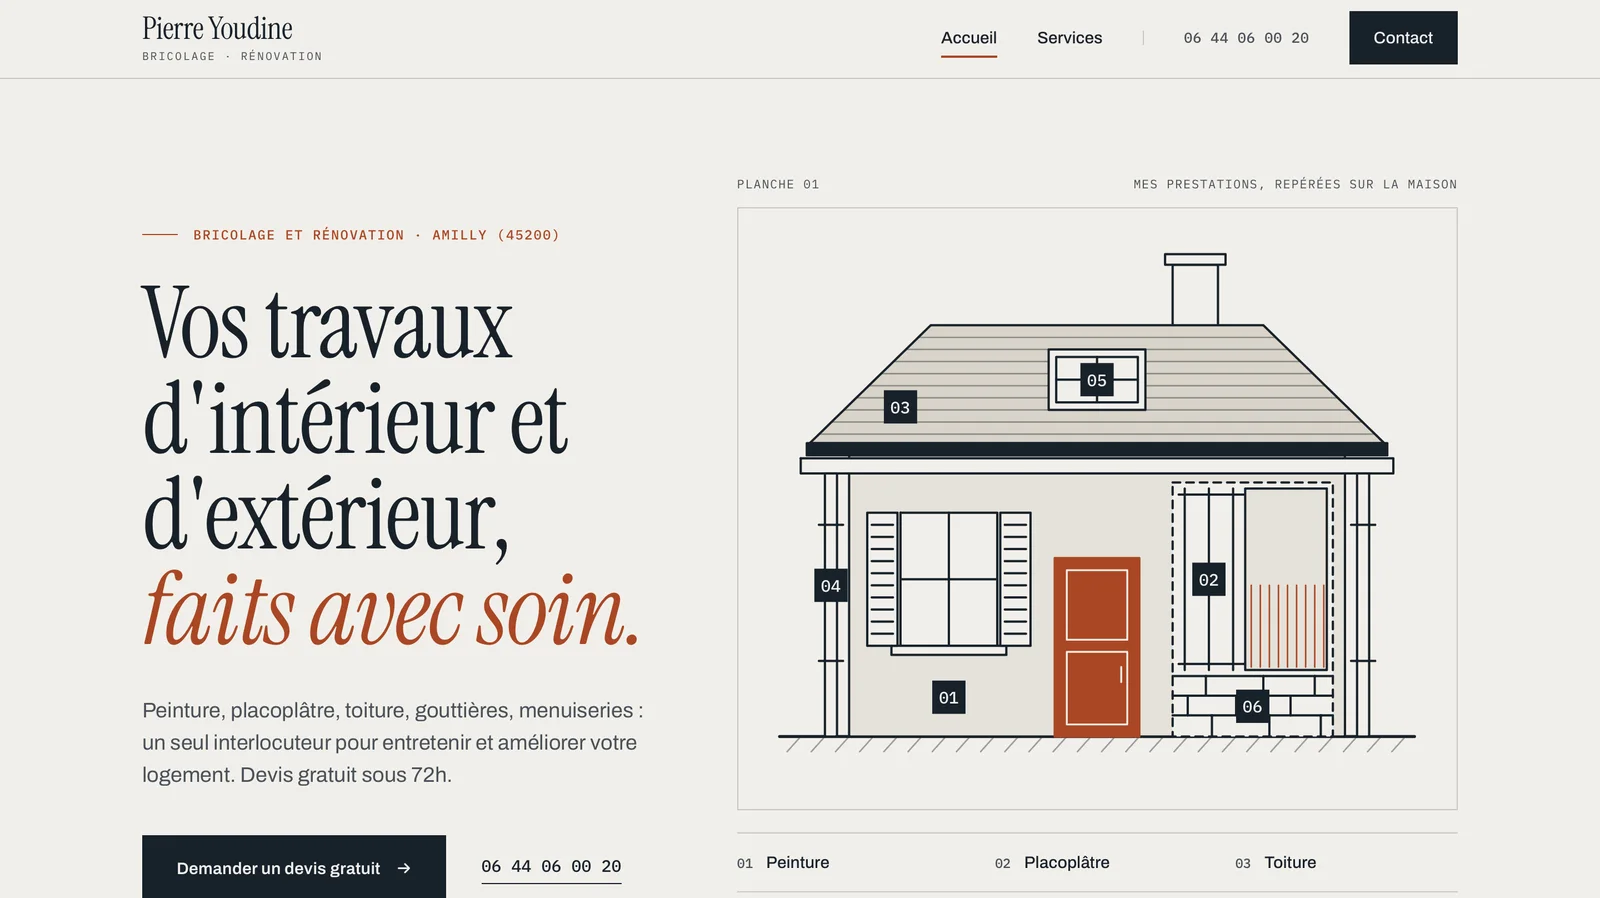 Pierre Youdine
BRICOLAGE · RÉNOVATION
Accueil
Services
06 44 06 00 20
Contact
BRICOLAGE ET RÉNOVATION · AMILLY (45200)
Vos travaux
d'intérieur et
d'extérieur,
faits avec soin.
Peinture, placoplâtre, toiture, gouttières, menuiseries :
un seul interlocuteur pour entretenir et améliorer votre
logement. Devis gratuit sous 72h.
Demander un devis gratuit →
06 44 06 00 20
PLANCHE 01
MES PRESTATIONS, REPÉRÉES SUR LA MAISON
05
03
04
02
01
06
01 Peinture
02 Placoplâtre
03 Toiture